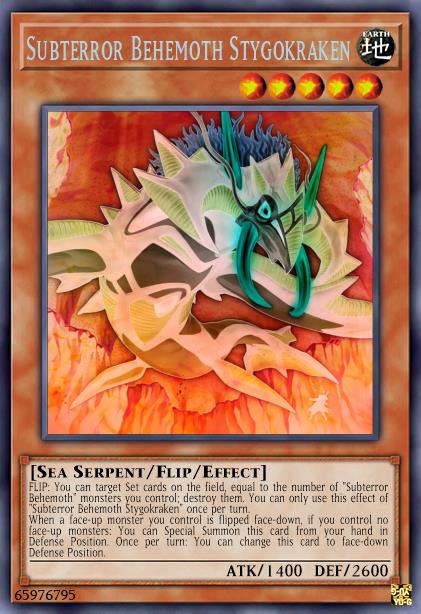 Subterror Behemoth Stygokraken
EARTH
地
[Sea Serpent/Flip/Effect]
FLIP: You can target Set cards on the field, equal to the number of "Subterror
Behemoth" monsters you control; destroy them. You can only use this effect of
"Subterror Behemoth Stygokraken" once per turn.
When a face-up monster you control is flipped face-down, if you control no
face-up monsters: You can Special Summon this card from your hand in
Defense Position. Once per turn: You can change this card to face-down
Defense Position.
ATK/1400 DEF/2600
65976795